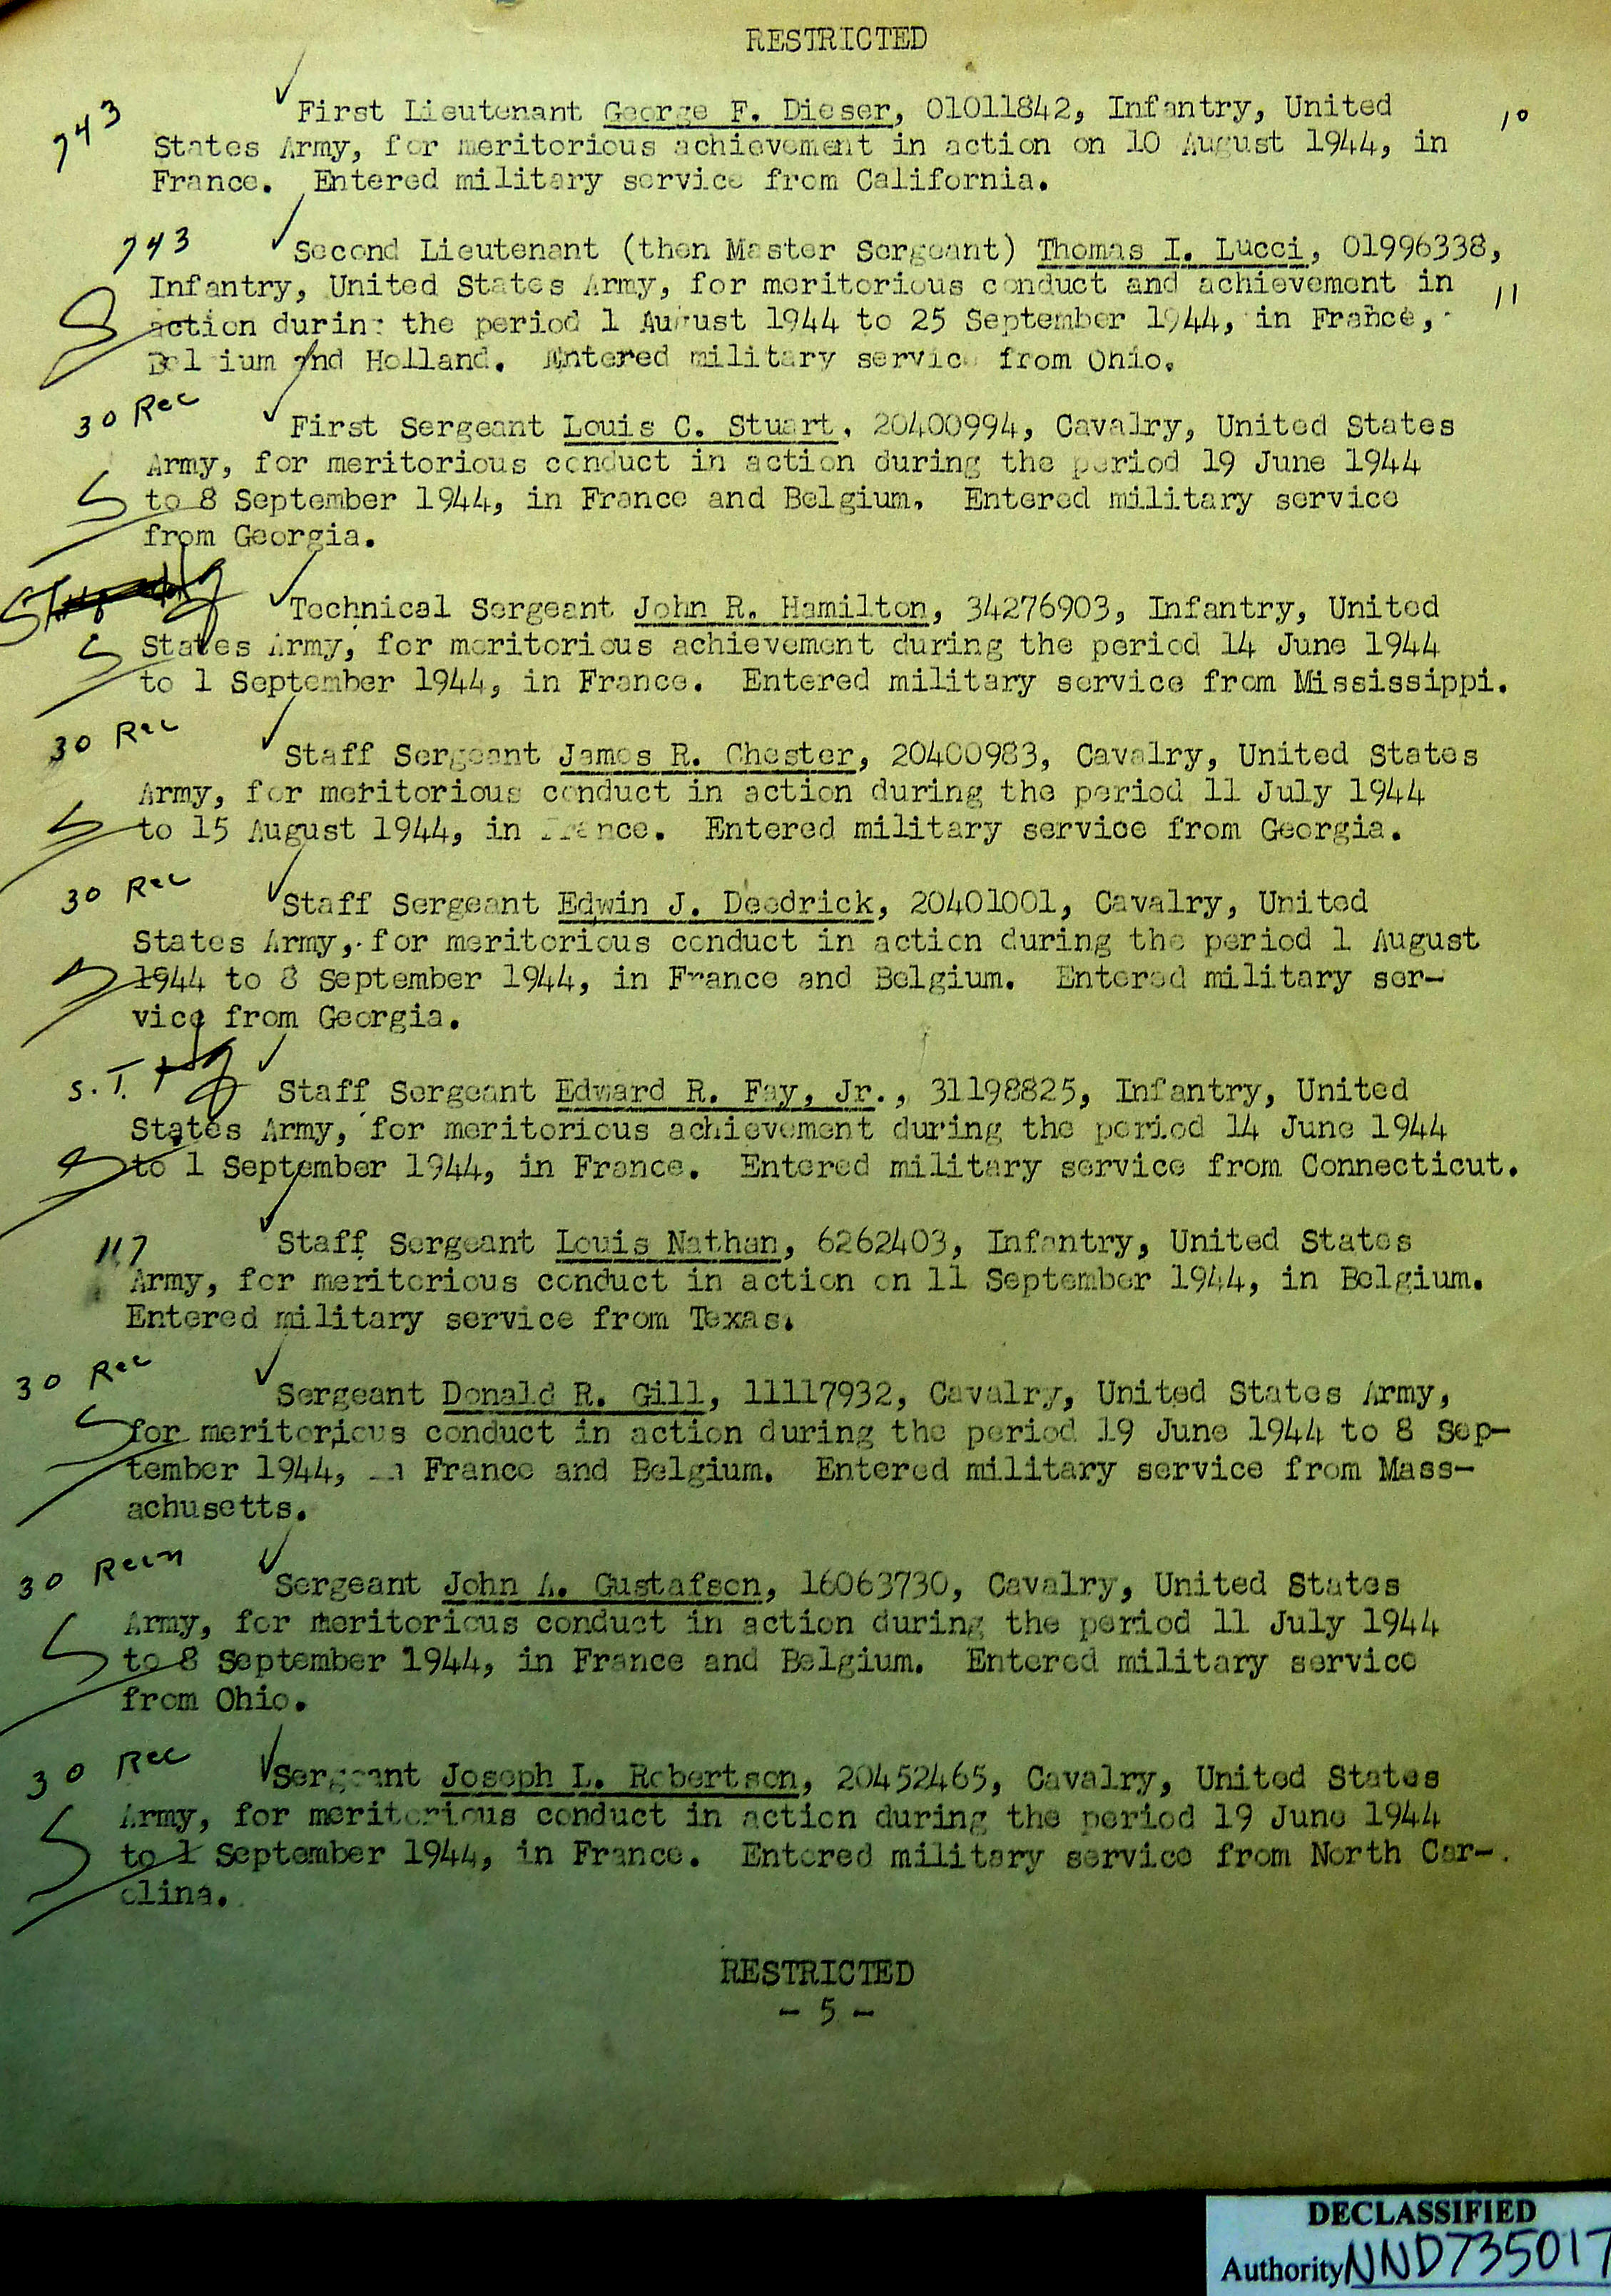 RESTRICTED
743 First Lieutenant George F. Dieser, 01011842, Infantry, United 10
States Army, for meritorious achievement in action on 10 August 1944, in
France. Entered military service from California.
743 Second Lieutenant (then Master Sergeant) Thomas I. Lucci, 01996338,
Infantry, United States Army, for meritorious conduct and achievement in 11
action during the period 1 August 1944 to 25 September 1944, in France,
Belgium and Holland. Entered military service from Ohio.
30 Rec First Sergeant Louis C. Stuart, 20400994, Cavalry, United States
Army, for meritorious conduct in action during the period 19 June 1944
S to 8 September 1944, in France and Belgium. Entered military service
from Georgia.
Technical Sergeant John R. Hamilton, 34276903, Infantry, United
S States Army, for meritorious achievement during the period 14 June 1944
to 1 September 1944, in France. Entered military service from Mississippi.
30 Rec Staff Sergeant James R. Chester, 20400983, Cavalry, United States
Army, for meritorious conduct in action during the period 11 July 1944
S to 15 August 1944, in France. Entered military service from Georgia.
30 Rec Staff Sergeant Edwin J. Deedrick, 20401001, Cavalry, United
States Army, for meritorious conduct in action during the period 1 August
S 1944 to 8 September 1944, in France and Belgium. Entered military ser-
vice from Georgia.
S. T. Staff Sergeant Edward R. Fay, Jr., 31198825, Infantry, United
States Army, for meritorious achievement during the period 14 June 1944
S to 1 September 1944, in France. Entered military service from Connecticut.
117 Staff Sergeant Louis Nathan, 6262403, Infantry, United States
Army, for meritorious conduct in action on 11 September 1944, in Belgium.
Entered military service from Texas.
30 Rec Sergeant Donald R. Gill, 11117932, Cavalry, United States Army,
S for meritorious conduct in action during the period 19 June 1944 to 8 Sep-
tember 1944, in France and Belgium. Entered military service from Mass-
achusetts.
30 Recn Sergeant John A. Gustafson, 16063730, Cavalry, United States
Army, for meritorious conduct in action during the period 11 July 1944
S to 8 September 1944, in France and Belgium. Entered military service
from Ohio.
30 Rec Sergeant Joseph L. Robertson, 20452465, Cavalry, United States
Army, for meritorious conduct in action during the period 19 June 1944
S to 1 September 1944, in France. Entered military service from North Car-
olina.
RESTRICTED
- 5 -
DECLASSIFIED
Authority NND735017